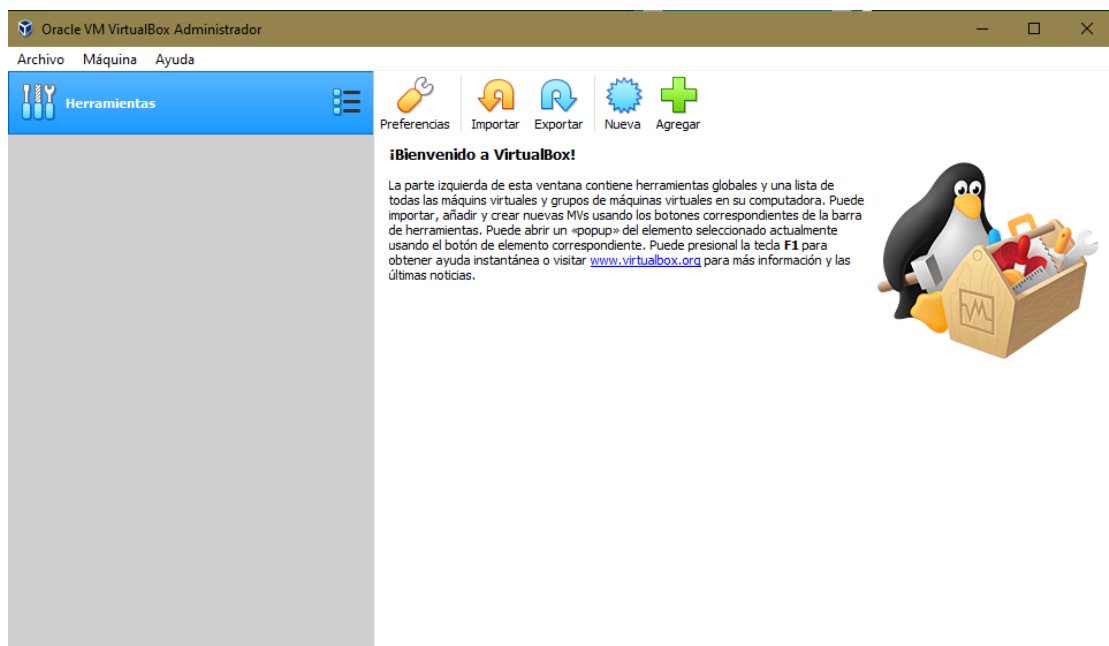 Oracle VM VirtualBox Administrador
Archivo Máquina Ayuda
Herramientas
Preferencias Importar Exportar Nueva Agregar
¡Bienvenido a VirtualBox!
La parte izquierda de esta ventana contiene herramientas globales y una lista de
todas las máquins virtuales y grupos de máquinas virtuales en su computadora. Puede
importar, añadir y crear nuevas MVs usando los botones correspondientes de la barra
de herramientas. Puede abrir un «popup» del elemento seleccionado actualmente
usando el botón de elemento correspondiente. Puede presional la tecla F1 para
obtener ayuda instantánea o visitar www.virtualbox.org para más información y las
últimas noticias.